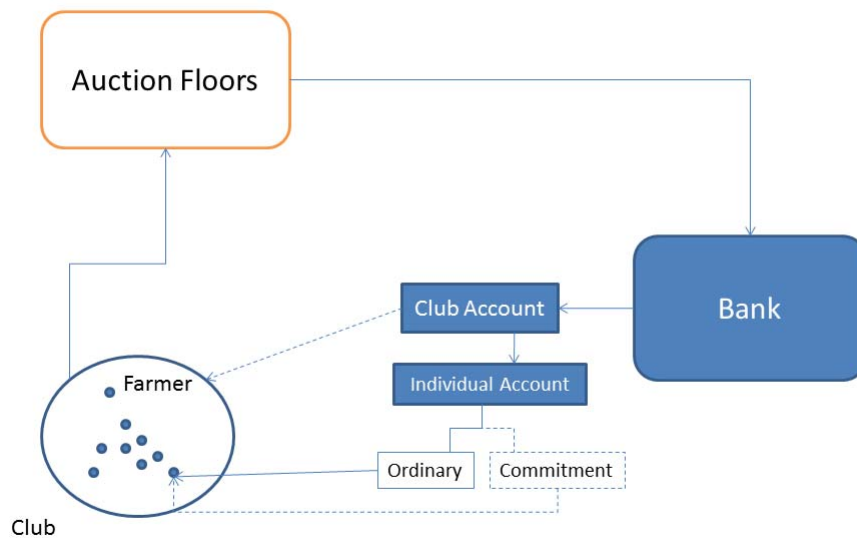 Auction Floors
Bank
Club Account
Individual Account
Farmer
Ordinary
Commitment
Club